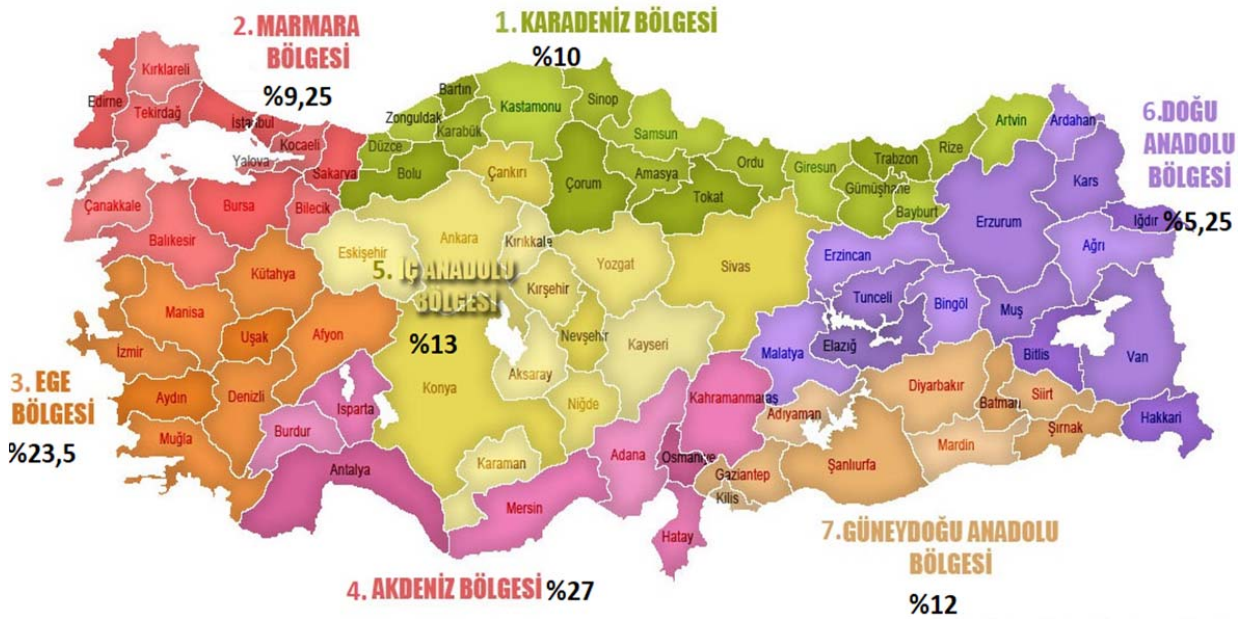 1. KARADENİZ BÖLGESİ
%10
2. MARMARA
BÖLGESİ
%9,25
6.DOĞU
ANADOLU
BÖLGESİ
%5,25
5. İÇ ANADOLU
BÖLGESİ
%13
3. EGE
BÖLGESİ
%23,5
4. AKDENİZ BÖLGESİ %27
7.GÜNEYDOĞU ANADOLU
BÖLGESİ
%12
Kırklareli
Edirne
Tekirdağ
İstanbul
Kocaeli
Yalova
Sakarya
Çanakkale
Bursa
Bilecik
Balıkesir
Bartın
Zonguldak
Karabük
Kastamonu
Sinop
Düzce
Bolu
Samsun
Çorum
Amasya
Tokat
Ordu
Giresun
Trabzon
Rize
Artvin
Gümüşhane
Bayburt
Çankırı
Ankara
Kırıkkale
Eskişehir
Yozgat
Sivas
Kırşehir
Nevşehir
Kayseri
Aksaray
Konya
Niğde
Karaman
Ardahan
Kars
Iğdır
Erzurum
Ağrı
Erzincan
Tunceli
Bingöl
Muş
Elazığ
Malatya
Bitlis
Van
Hakkari
Kütahya
Manisa
Uşak
Afyon
İzmir
Aydın
Denizli
Muğla
Isparta
Burdur
Antalya
Mersin
Adana
Osmaniye
Kahramanmaraş
Hatay
Adıyaman
Diyarbakır
Batman
Siirt
Şırnak
Mardin
Şanlıurfa
Gaziantep
Kilis